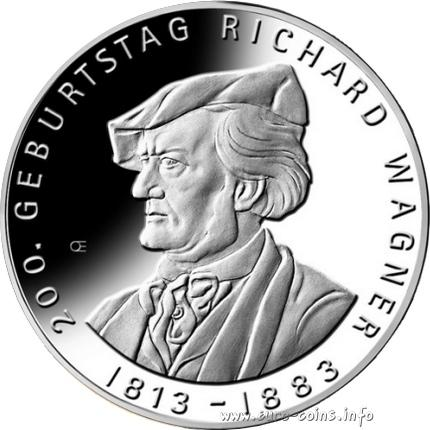 200. GEBURTSTAG RICHARD WAGNER
1813-1883
www.euro-coins.info